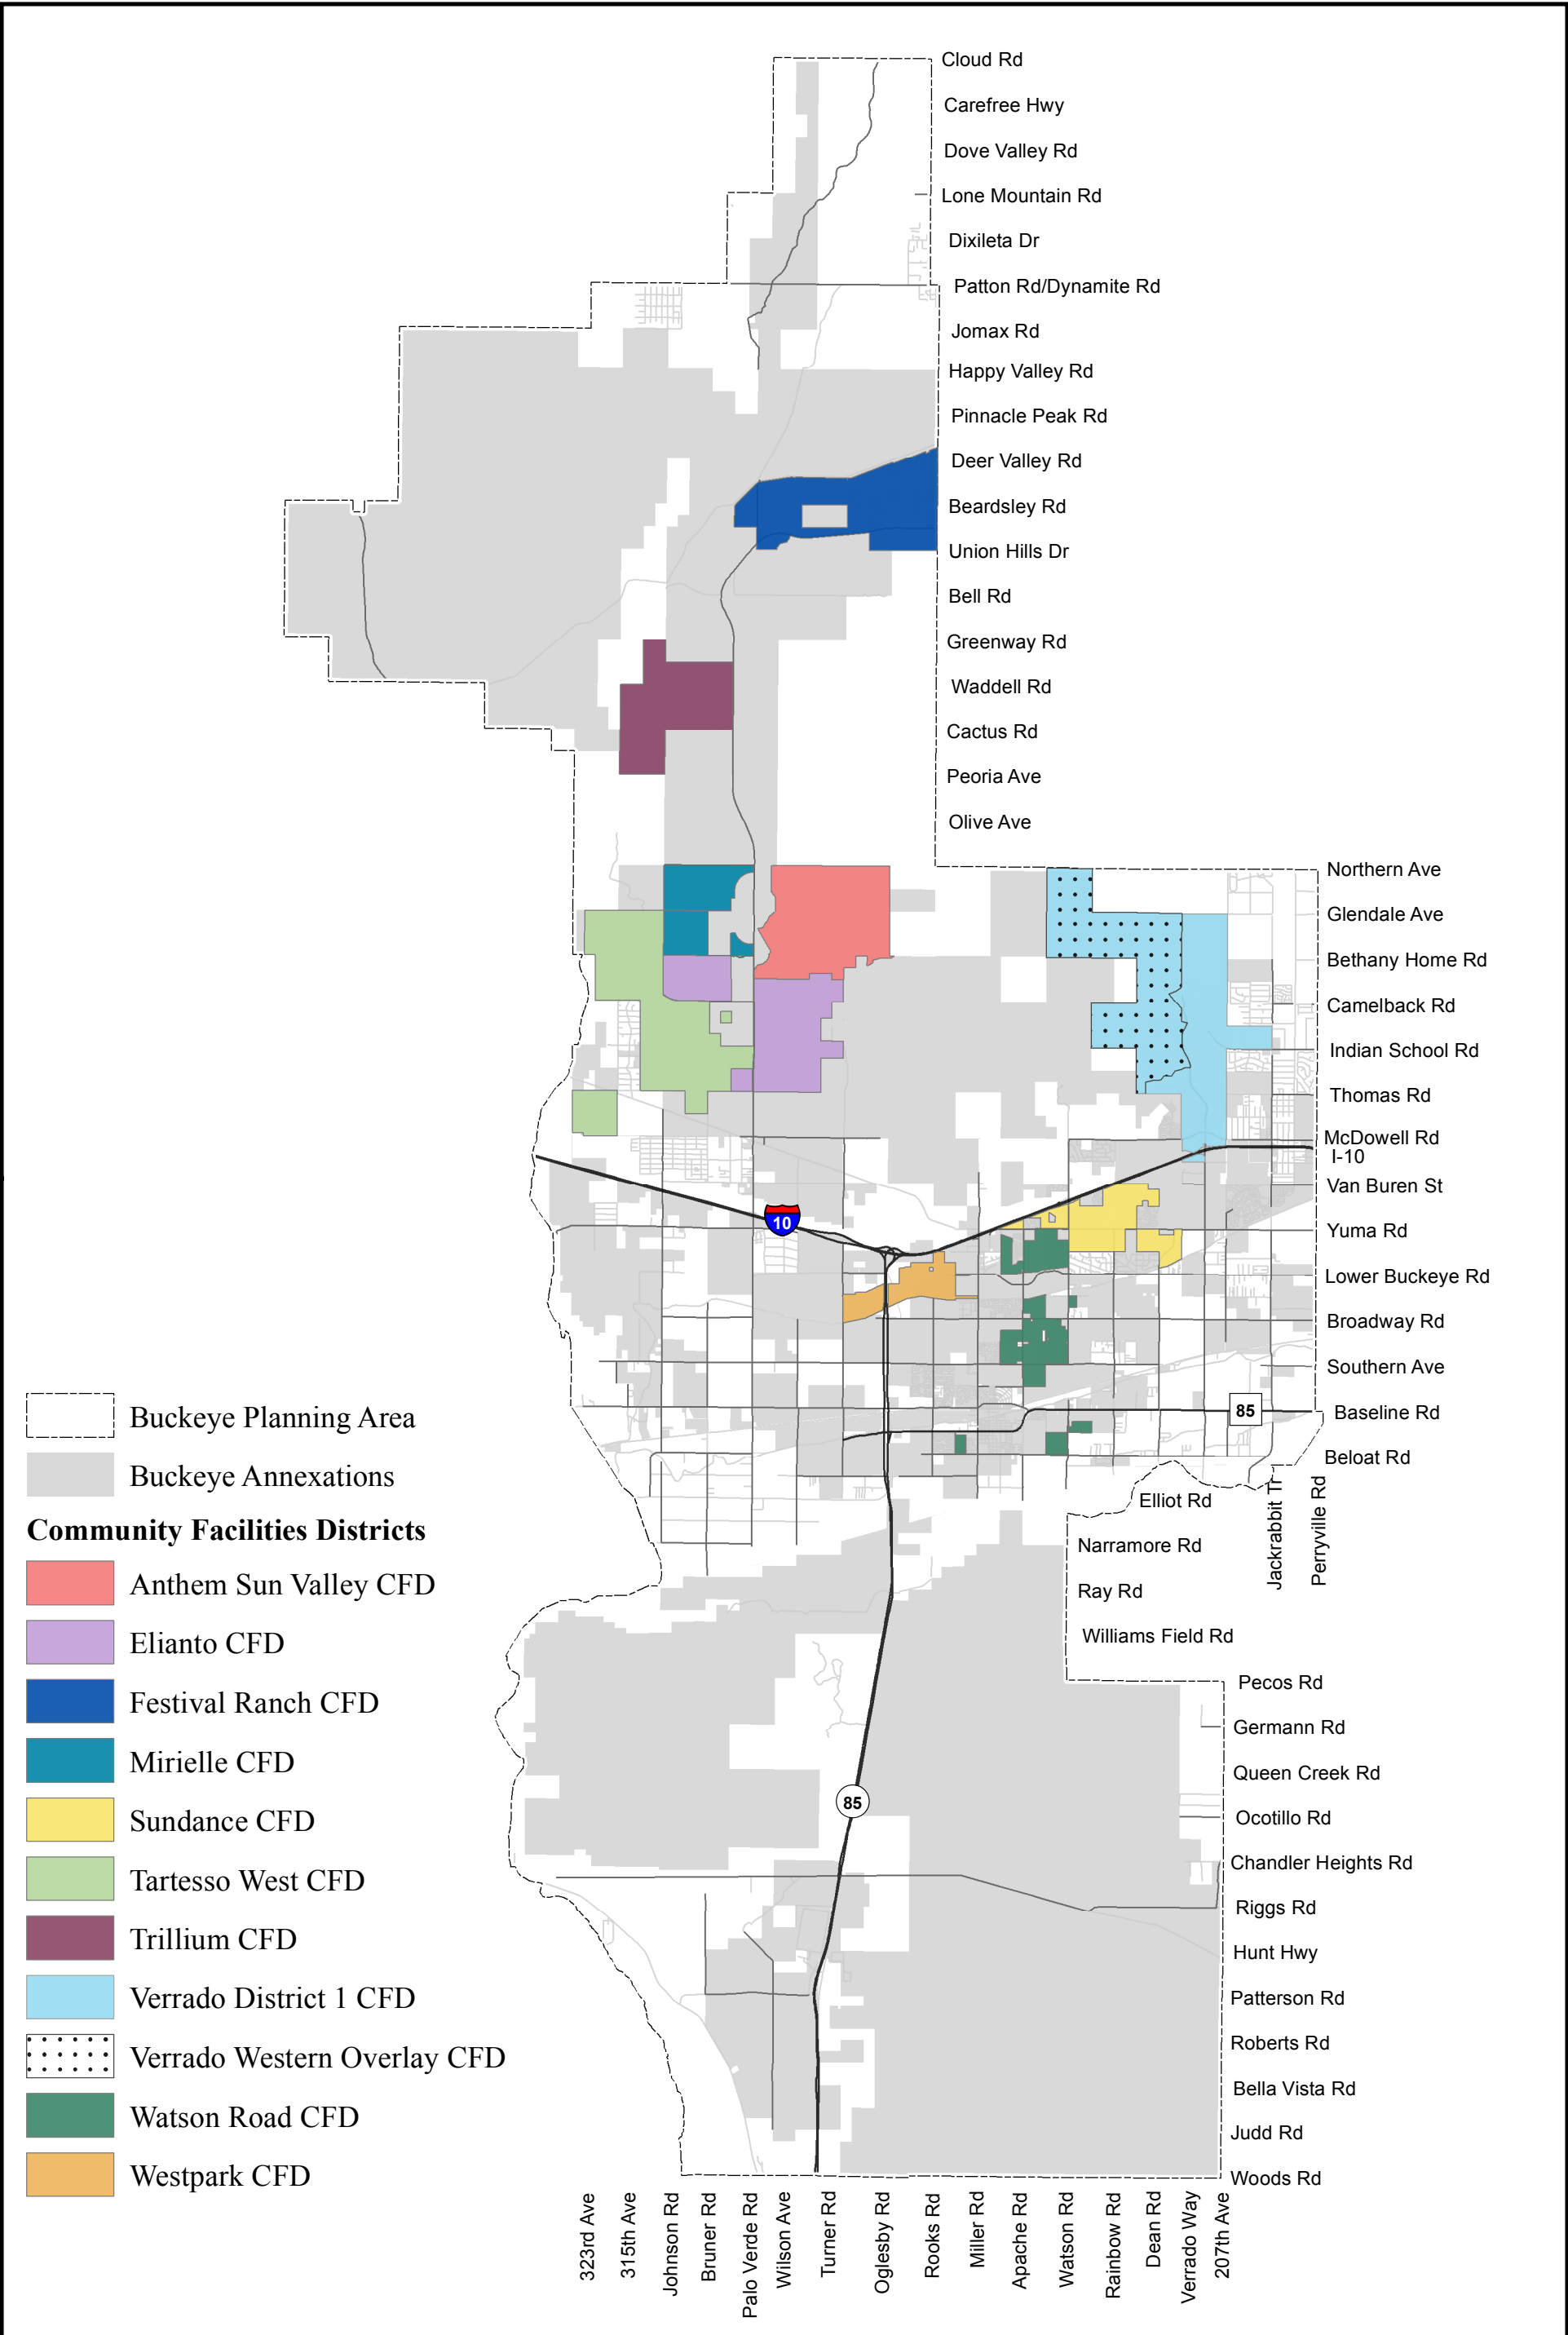 Cloud Rd
Carefree Hwy
Dove Valley Rd
Lone Mountain Rd
Dixileta Dr
Patton Rd/Dynamite Rd
Jomax Rd
Happy Valley Rd
Pinnacle Peak Rd
Deer Valley Rd
Beardsley Rd
Union Hills Dr
Bell Rd
Greenway Rd
Waddell Rd
Cactus Rd
Peoria Ave
Olive Ave
Northern Ave
Glendale Ave
Bethany Home Rd
Camelback Rd
Indian School Rd
Thomas Rd
McDowell Rd
I-10
Van Buren St
10
Yuma Rd
Lower Buckeye Rd
Broadway Rd
Southern Ave
85
Baseline Rd
Beloat Rd
Elliot Rd
Jackrabbit Tr
Perryville Rd
Narramore Rd
Ray Rd
Williams Field Rd
Pecos Rd
Germann Rd
Queen Creek Rd
85
Ocotillo Rd
Chandler Heights Rd
Riggs Rd
Hunt Hwy
Patterson Rd
Roberts Rd
Bella Vista Rd
Judd Rd
Woods Rd
Buckeye Planning Area
Buckeye Annexations
Community Facilities Districts
Anthem Sun Valley CFD
Elianto CFD
Festival Ranch CFD
Mirielle CFD
Sundance CFD
Tartesso West CFD
Trillium CFD
Verrado District 1 CFD
Verrado Western Overlay CFD
Watson Road CFD
Westpark CFD
323rd Ave
315th Ave
Johnson Rd
Bruner Rd
Palo Verde Rd
Wilson Ave
Turner Rd
Oglesby Rd
Rooks Rd
Miller Rd
Apache Rd
Watson Rd
Rainbow Rd
Dean Rd
Verrado Way
207th Ave